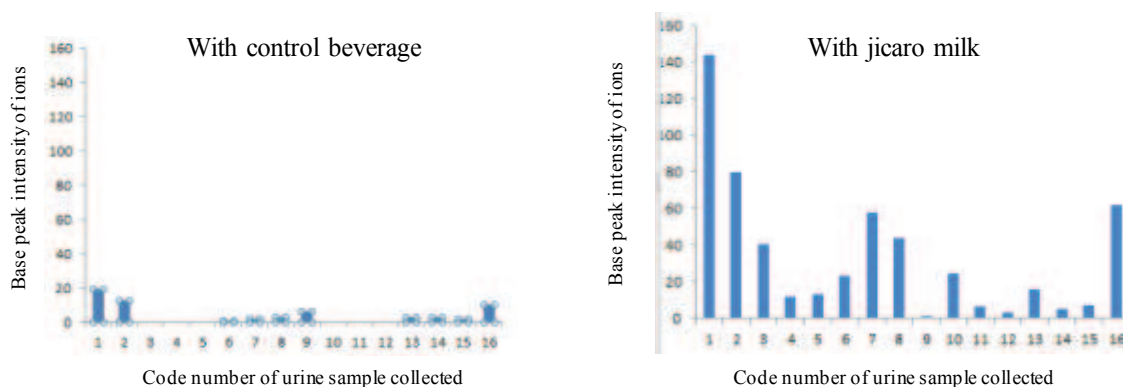 With control beverage
Base peak intensity of ions
160
140
120
100
80
60
40
20
0
1 2 3 4 5 6 7 8 9 10 11 12 13 14 15 16
Code number of urine sample collected
With jicaro milk
Base peak intensity of ions
160
140
120
100
80
60
40
20
0
1 2 3 4 5 6 7 8 9 10 11 12 13 14 15 16
Code number of urine sample collected